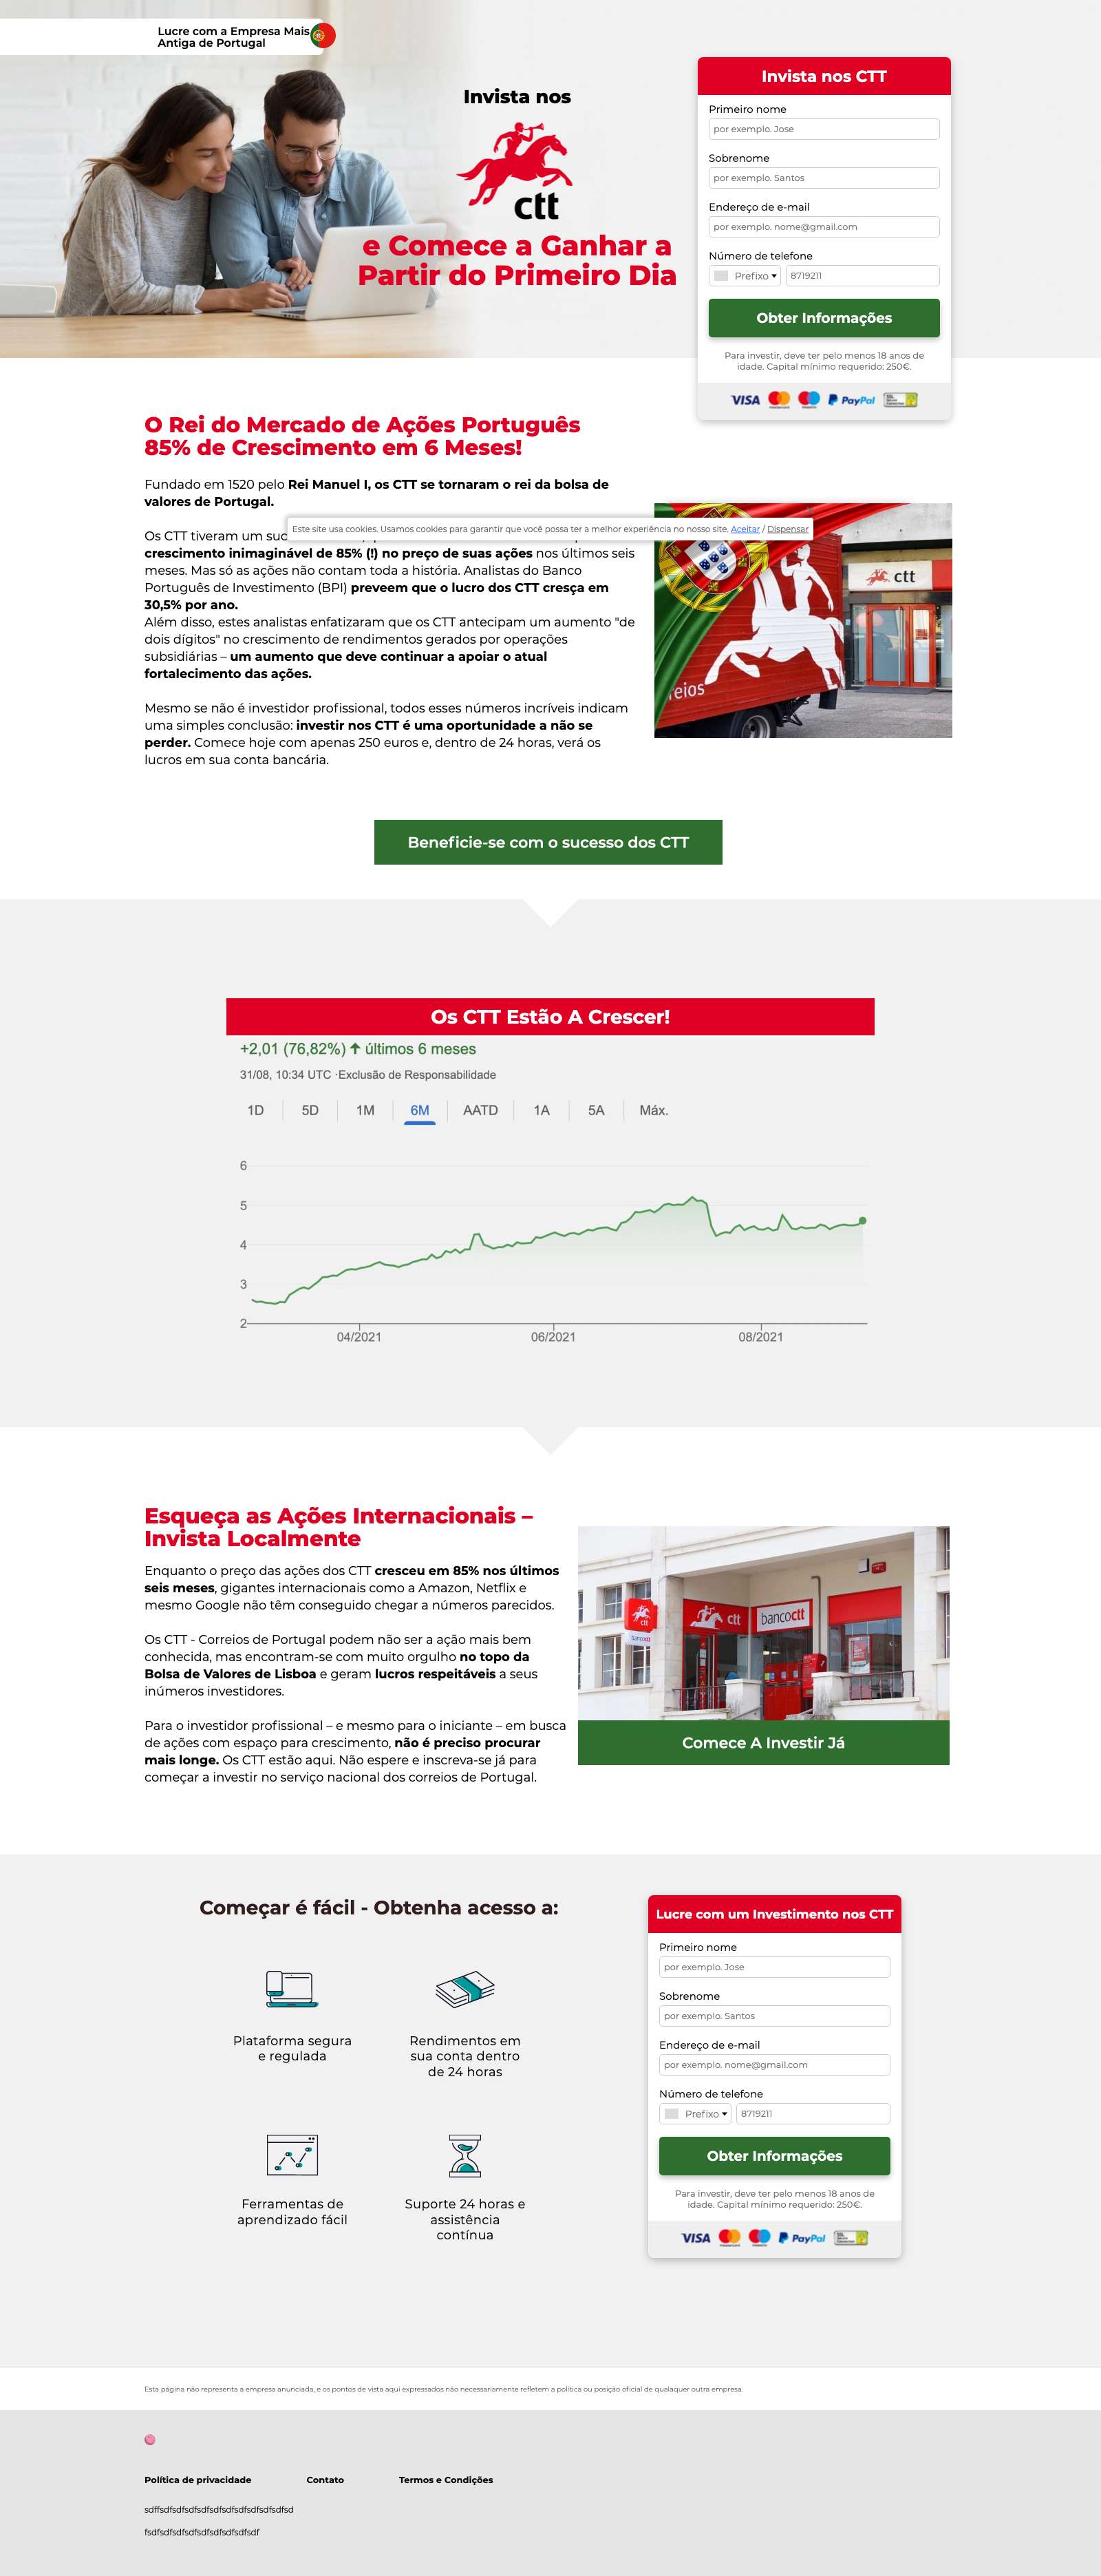 Lucre com a Empresa Mais
Antiga de Portugal
Invista nos
ctt
e Comece a Ganhar a
Partir do Primeiro Dia
Invista nos CTT
Primeiro nome
por exemplo. Jose
Sobrenome
por exemplo. Santos
Endereço de e-mail
por exemplo. nome@gmail.com
Número de telefone
Prefixo 8719211
Obter Informações
Para investir, deve ter pelo menos 18 anos de
idade. Capital mínimo requerido: 250€.
VISA PayPal
O Rei do Mercado de Ações Português
85% de Crescimento em 6 Meses!
Fundado em 1520 pelo Rei Manuel I, os CTT se tornaram o rei da bolsa de
valores de Portugal.
Este site usa cookies. Usamos cookies para garantir que você possa ter a melhor experiência no nosso site. Aceitar / Dispensar
Os CTT tiveram um
crescimento inimaginável de 85% (!) no preço de suas ações nos últimos seis
meses. Mas só as ações não contam toda a história. Analistas do Banco
Português de Investimento (BPI) preveem que o lucro dos CTT cresça em
30,5% por ano.
Além disso, estes analistas enfatizaram que os CTT antecipam um aumento "de
dois dígitos" no crescimento de rendimentos gerados por operações
subsidiárias – um aumento que deve continuar a apoiar o atual
fortalecimento das ações.
Mesmo se não é investidor profissional, todos esses números incríveis indicam
uma simples conclusão: investir nos CTT é uma oportunidade a não se
perder. Comece hoje com apenas 250 euros e, dentro de 24 horas, verá os
lucros em sua conta bancária.
ctt
reios
Beneficie-se com o sucesso dos CTT
Os CTT Estão A Crescer!
+2,01 (76,82%) ↑ últimos 6 meses
31/08, 10:34 UTC ·Exclusão de Responsabilidade
1D 5D 1M 6M AATD 1A 5A Máx.
6
5
4
3
2
04/2021 06/2021 08/2021
Esqueça as Ações Internacionais –
Invista Localmente
Enquanto o preço das ações dos CTT cresceu em 85% nos últimos
seis meses, gigantes internacionais como a Amazon, Netflix e
mesmo Google não têm conseguido chegar a números parecidos.
Os CTT - Correios de Portugal podem não ser a ação mais bem
conhecida, mas encontram-se com muito orgulho no topo da
Bolsa de Valores de Lisboa e geram lucros respeitáveis a seus
inúmeros investidores.
Para o investidor profissional – e mesmo para o iniciante – em busca
de ações com espaço para crescimento, não é preciso procurar
mais longe. Os CTT estão aqui. Não espere e inscreva-se já para
começar a investir no serviço nacional dos correios de Portugal.
ctt
bancoctt
ctt
bancoctt
Comece A Investir Já
Começar é fácil - Obtenha acesso a:
Plataforma segura
e regulada
Rendimentos em
sua conta dentro
de 24 horas
Ferramentas de
aprendizado fácil
Suporte 24 horas e
assistência
contínua
Lucre com um Investimento nos CTT
Primeiro nome
por exemplo. Jose
Sobrenome
por exemplo. Santos
Endereço de e-mail
por exemplo. nome@gmail.com
Número de telefone
Prefixo 8719211
Obter Informações
Para investir, deve ter pelo menos 18 anos de
idade. Capital mínimo requerido: 250€.
VISA PayPal
Esta página não representa a empresa anunciada, e os pontos de vista aqui expressados não necessariamente refletem a política ou posição oficial de qualaquer outra empresa.
Política de privacidade Contato Termos e Condições
sdffsdfsdfsdfsdfsdfsdfsdfsdfsdfsdfsd
fsdfsdfsdfsdfsdfsdfsdfsdfsdf